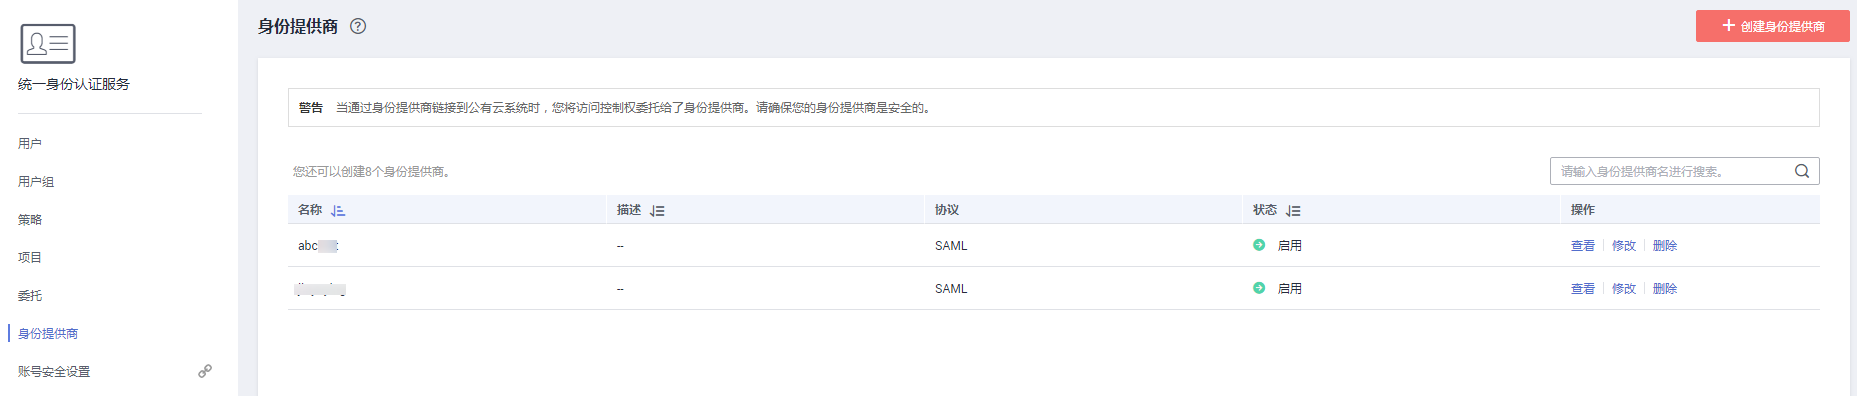 统一身份认证服务
用户
用户组
策略
项目
委托
身份提供商
账号安全设置
身份提供商
创建身份提供商
警告 当通过身份提供商链接到公有云系统时，您将访问控制权委托给了身份提供商。请确保您的身份提供商是安全的。
您还可以创建8个身份提供商。
请输入身份提供商名进行搜索。
名称 描述 协议 状态 操作
abc -- SAML 启用 查看 修改 删除
-- SAML 启用 查看 修改 删除